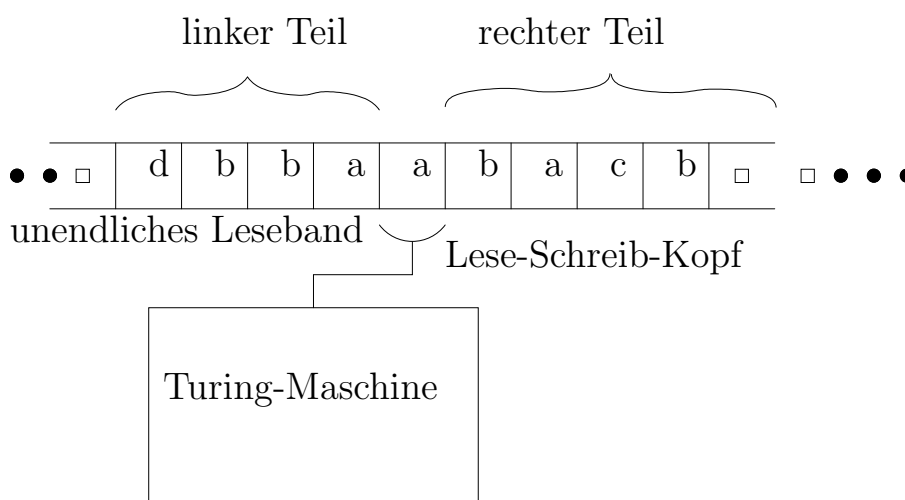 linker Teil rechter Teil
□ d b b a a b a c b □ □
unendliches Leseband
Lese-Schreib-Kopf
Turing-Maschine